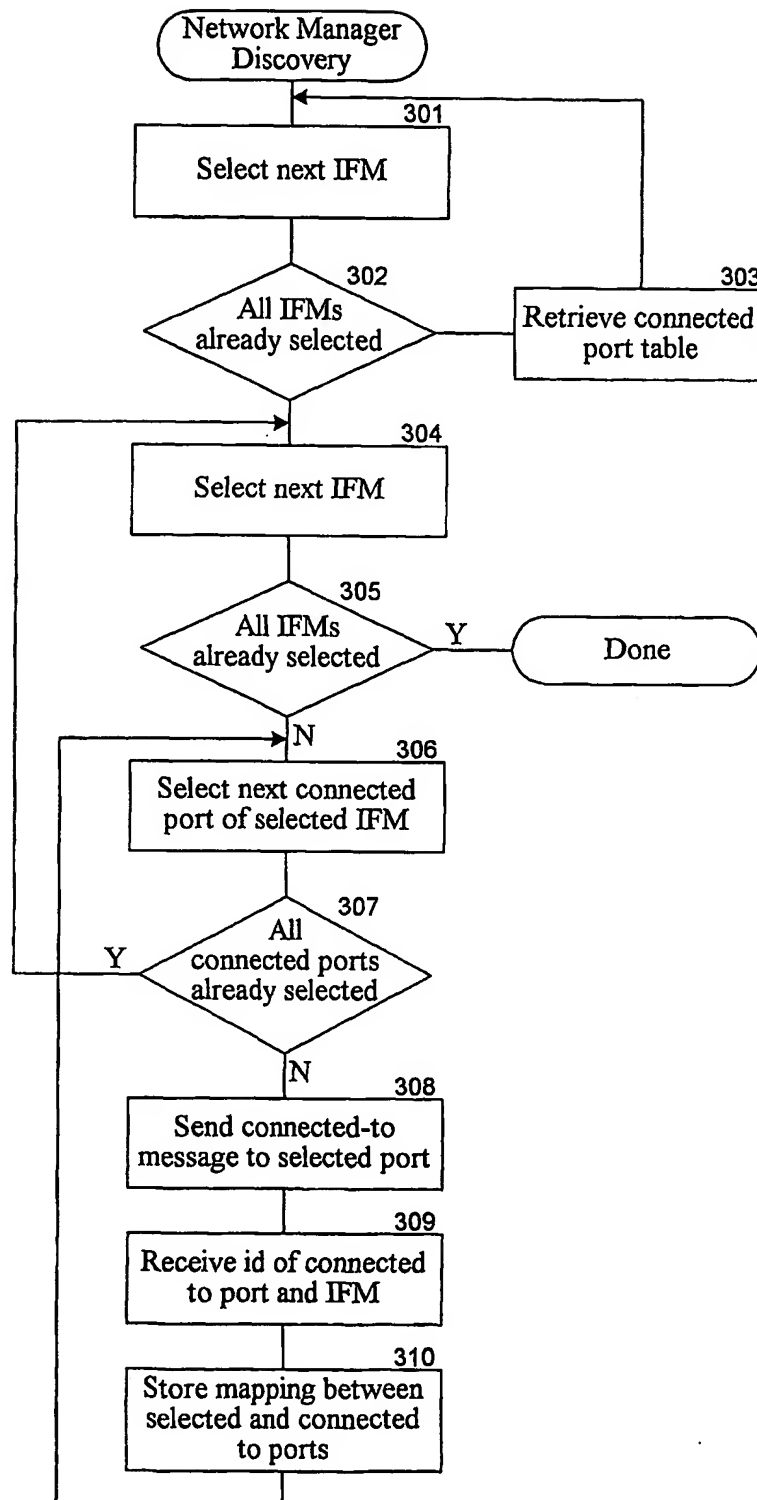 Network Manager
Discovery
301
Select next IFM
302
All IFMs
already selected
303
Retrieve connected
port table
304
Select next IFM
305
All IFMs
already selected
Y
Done
N
306
Select next connected
port of selected IFM
307
All
connected ports
already selected
Y
N
308
Send connected-to
message to selected port
309
Receive id of connected
to port and IFM
310
Store mapping between
selected and connected
to ports